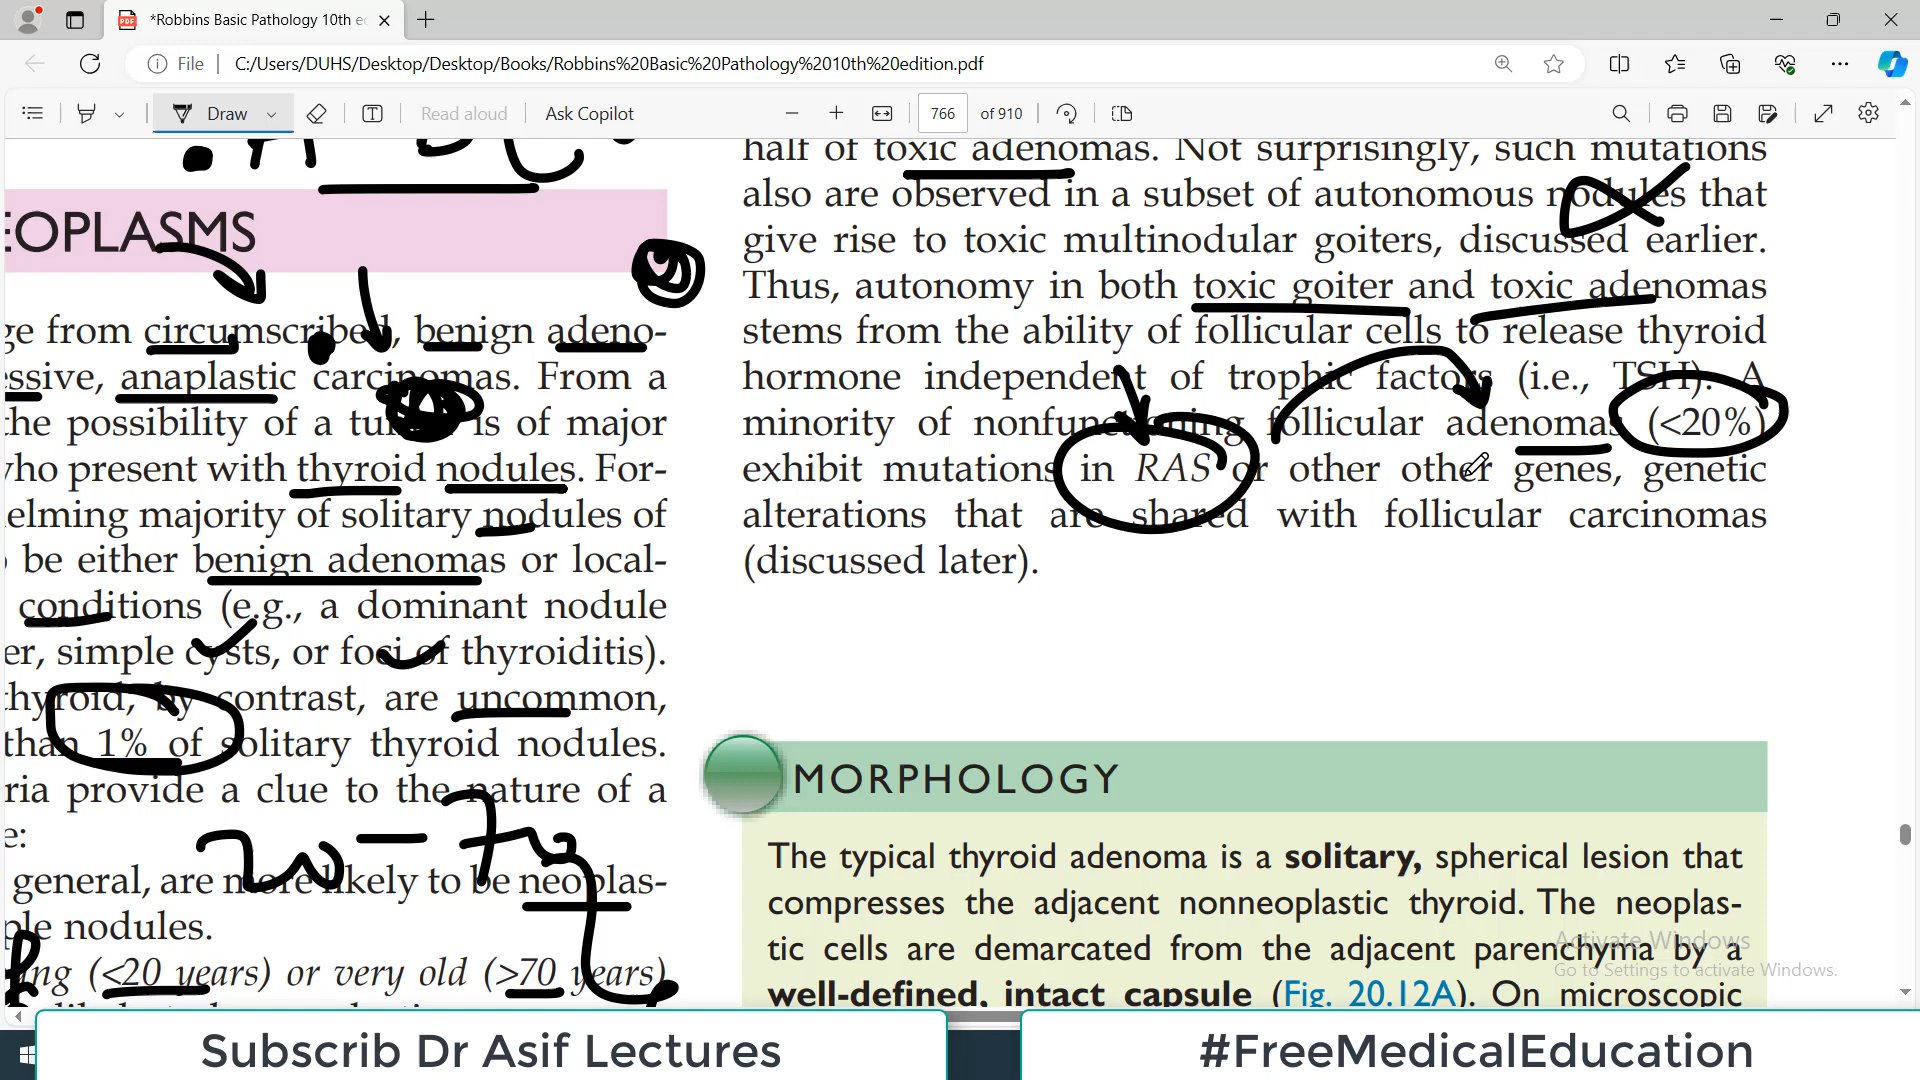 *Robbins Basic Pathology 10th ed
File
C:/Users/DUHS/Desktop/Desktop/Books/Robbins%20Basic%20Pathology%2010th%20edition.pdf
Draw
Read aloud
Ask Copilot
766 of 910
EOPLASMS
ge from circumscribed, benign adeno-
essive, anaplastic carcinomas. From a
the possibility of a tumor is of major
who present with thyroid nodules. For-
elming majority of solitary nodules of
be either benign adenomas or local-
conditions (e.g., a dominant nodule
er, simple cysts, or foci of thyroiditis).
thyroid, by contrast, are uncommon,
than 1% of solitary thyroid nodules.
ria provide a clue to the nature of a
e:
general, are more likely to be neoplas-
ple nodules.
ng (<20 years) or very old (>70 years)
half of toxic adenomas. Not surprisingly, such mutations
also are observed in a subset of autonomous nodules that
give rise to toxic multinodular goiters, discussed earlier.
Thus, autonomy in both toxic goiter and toxic adenomas
stems from the ability of follicular cells to release thyroid
hormone independent of trophic factors (i.e., TSH). A
minority of nonfunctioning follicular adenomas (<20%)
exhibit mutations in RAS or other other genes, genetic
alterations that are shared with follicular carcinomas
(discussed later).
MORPHOLOGY
The typical thyroid adenoma is a solitary, spherical lesion that
compresses the adjacent nonneoplastic thyroid. The neoplas-
tic cells are demarcated from the adjacent parenchyma by a
well-defined, intact capsule (Fig. 20.12A). On microscopic
Activate Windows
Go to Settings to activate Windows.
Subscrib Dr Asif Lectures
#FreeMedicalEducation